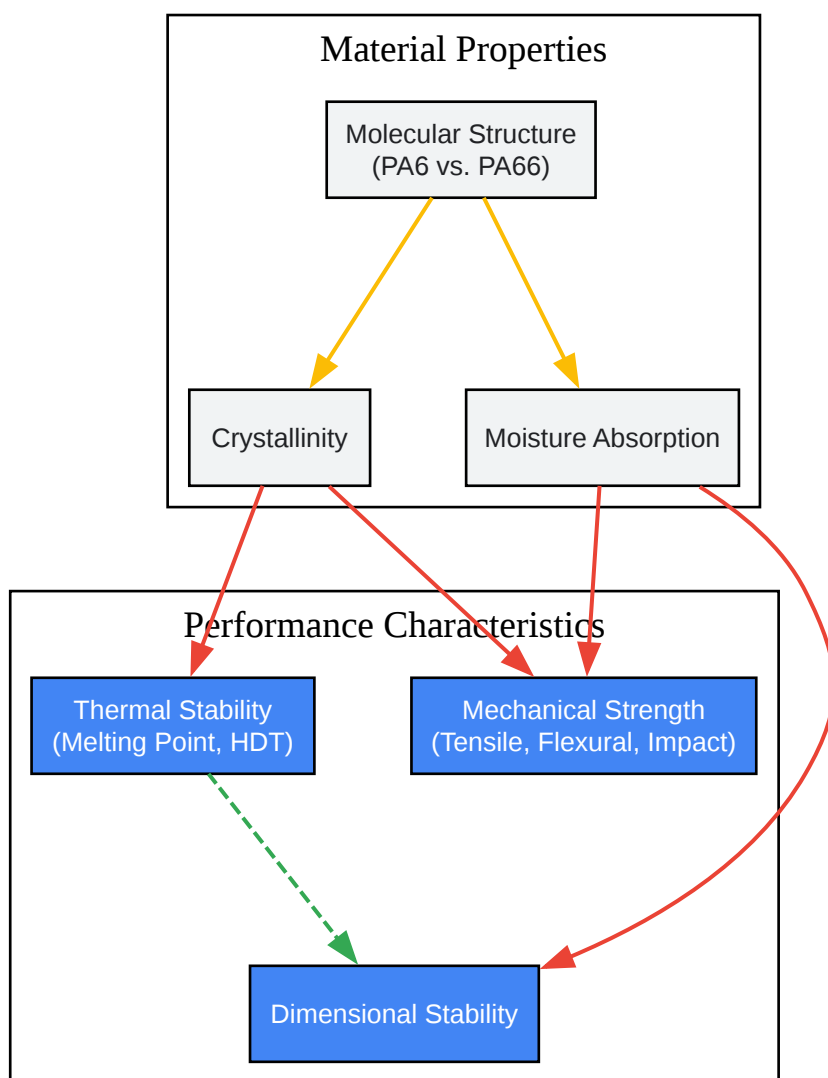 Material Properties
Molecular Structure
(PA6 vs. PA66)
Crystallinity
Moisture Absorption
Performance Characteristics
Thermal Stability
(Melting Point, HDT)
Mechanical Strength
(Tensile, Flexural, Impact)
Dimensional Stability